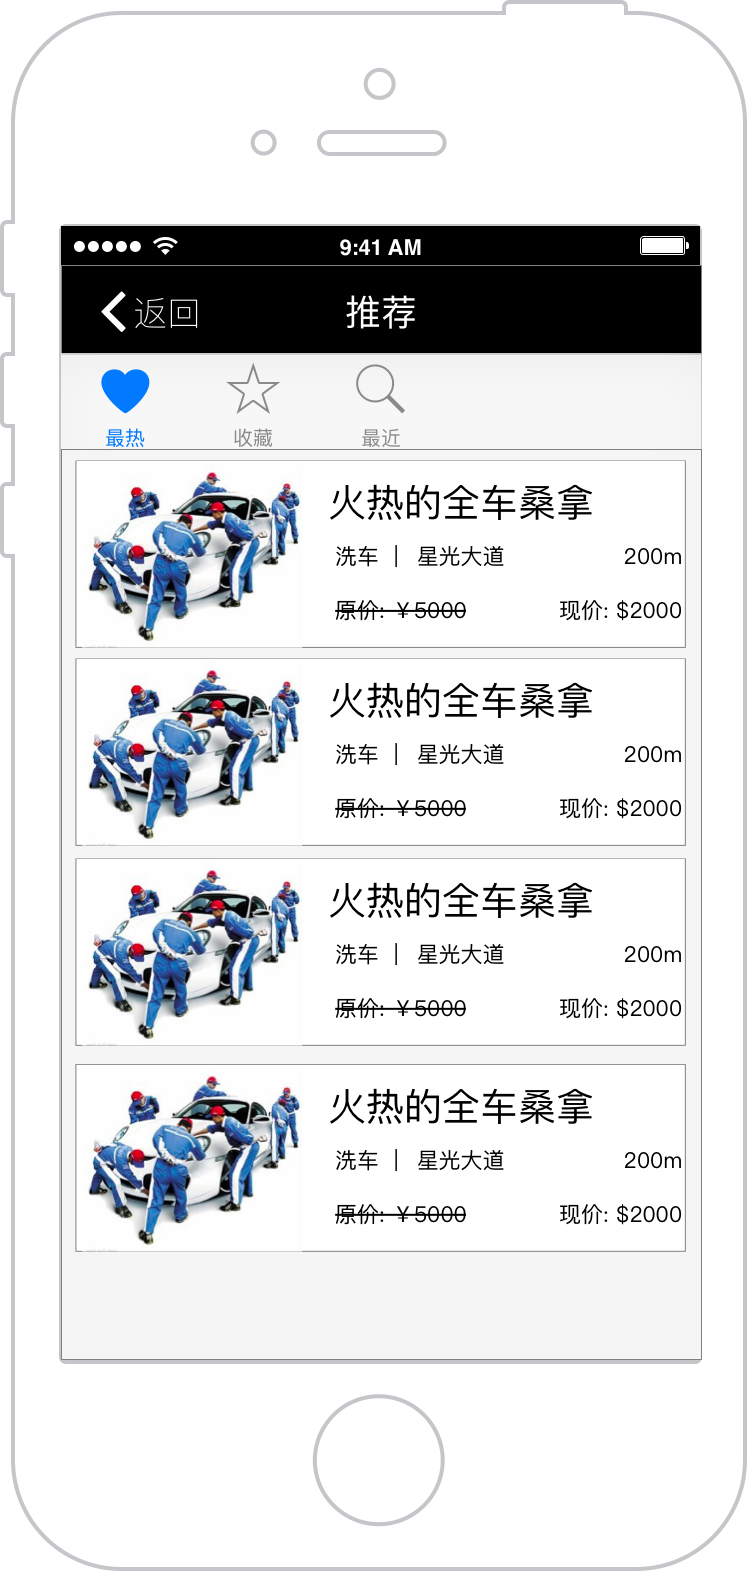 9:41 AM
返回 推荐
最热 收藏 最近
火热的全车桑拿
洗车 | 星光大道 200m
原价: ￥5000 现价: $2000
火热的全车桑拿
洗车 | 星光大道 200m
原价: ￥5000 现价: $2000
火热的全车桑拿
洗车 | 星光大道 200m
原价: ￥5000 现价: $2000
火热的全车桑拿
洗车 | 星光大道 200m
原价: ￥5000 现价: $2000